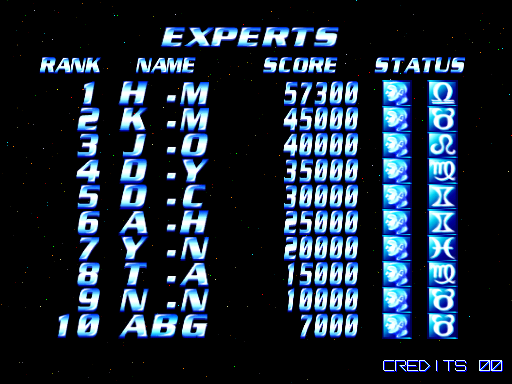 EXPERTS
RANK NAME SCORE STATUS
1 H .M 57300 ♎
2 K .M 45000 ♉
3 J .O 40000 ♌
4 D .Y 35000 ♍
5 D .C 30000 ♊
6 A .H 25000 ♊
7 Y .N 20000 ♓
8 T .A 15000 ♍
9 N .N 10000 ♉
10 ABG 7000 ♉
CREDITS 00